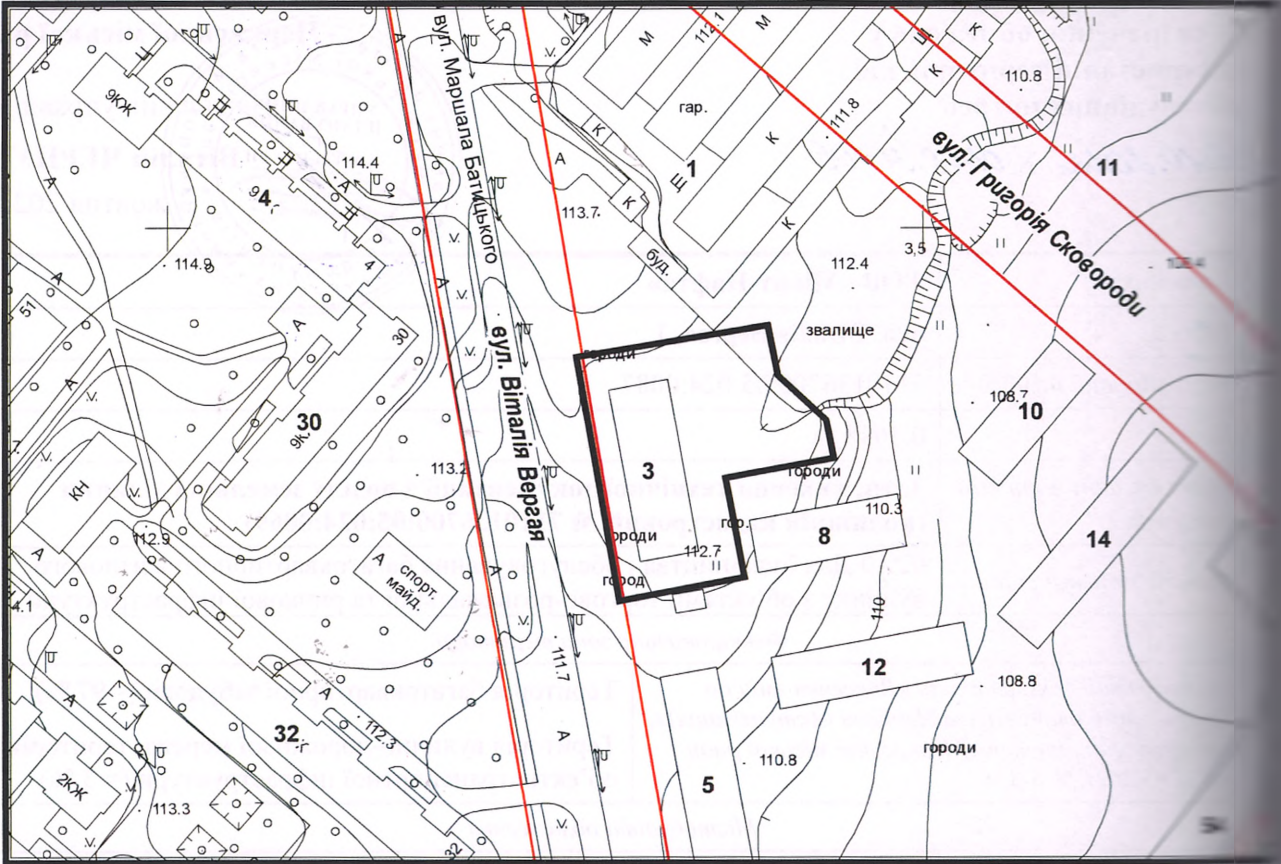 вул. Маршала Батицького
М
112.1
Щ
К
К
110.8
9КЖ
гар.
К
К
111.8
вул. Григорія Сковороди
11
114.4
А
А
1
Щ
94
К
113.7
К
3,5
114.9
4
буд.
112.4
А
А
51
А
30
вул. Віталія Вергая
звалище
городи
А
108.7
10
30
3
113.2
городи
КН
110.3
гор.
8
14
112.9
городи
112.7
А
спорт.
майд.
А
город
110
111.7
12
108.8
А
32
112.3
А
городи
110.8
5
2КЖ
113.3
32